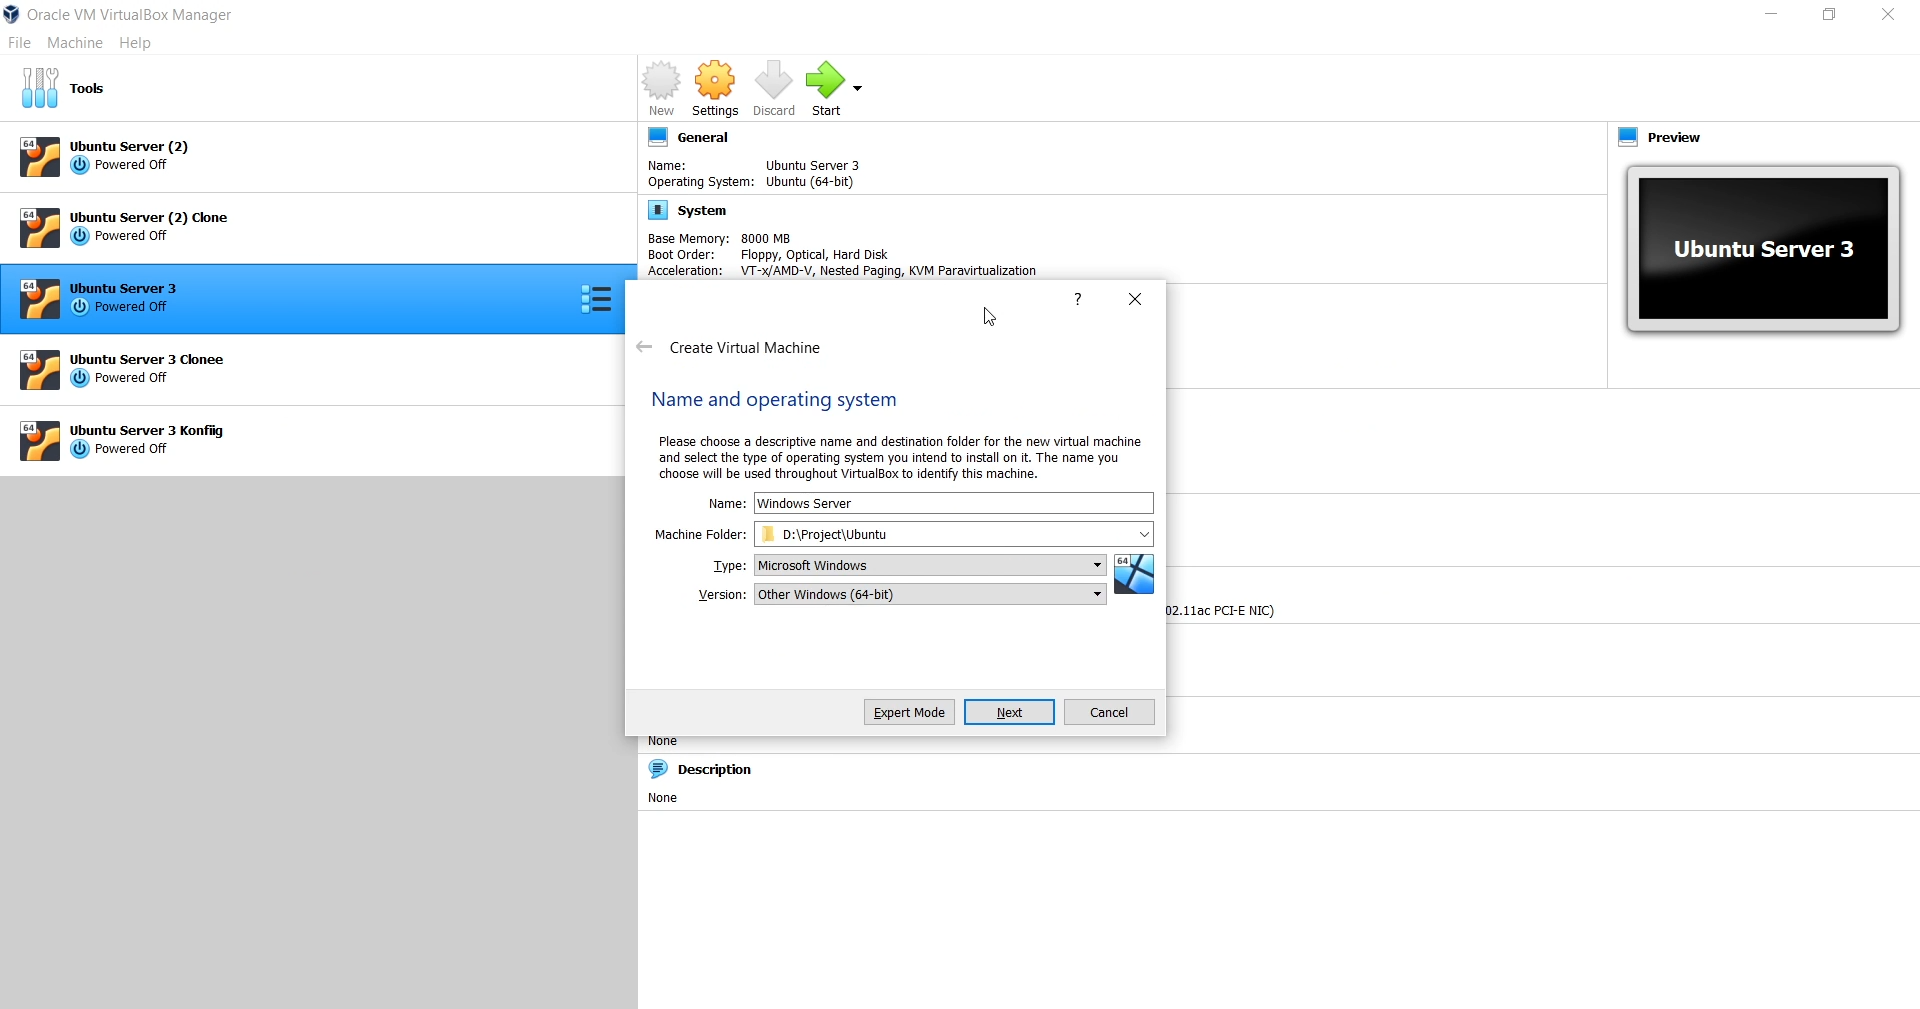 Oracle VM VirtualBox Manager
File Machine Help
Tools
New Settings Discard Start
64
Ubuntu Server (2)
Powered Off
64
Ubuntu Server (2) Clone
Powered Off
64
Ubuntu Server 3
Powered Off
64
Ubuntu Server 3 Clonee
Powered Off
64
Ubuntu Server 3 Konfiig
Powered Off
General
Name: Ubuntu Server 3
Operating System: Ubuntu (64-bit)
System
Base Memory: 8000 MB
Boot Order: Floppy, Optical, Hard Disk
Acceleration: VT-x/AMD-V, Nested Paging, KVM Paravirtualization
Preview
Ubuntu Server 3
?
Create Virtual Machine
Name and operating system
Please choose a descriptive name and destination folder for the new virtual machine
and select the type of operating system you intend to install on it. The name you
choose will be used throughout VirtualBox to identify this machine.
Name: Windows Server
Machine Folder: D:\Project\Ubuntu
Type: Microsoft Windows
64
Version: Other Windows (64-bit)
02.11ac PCI-E NIC)
Expert Mode Next Cancel
None
Description
None